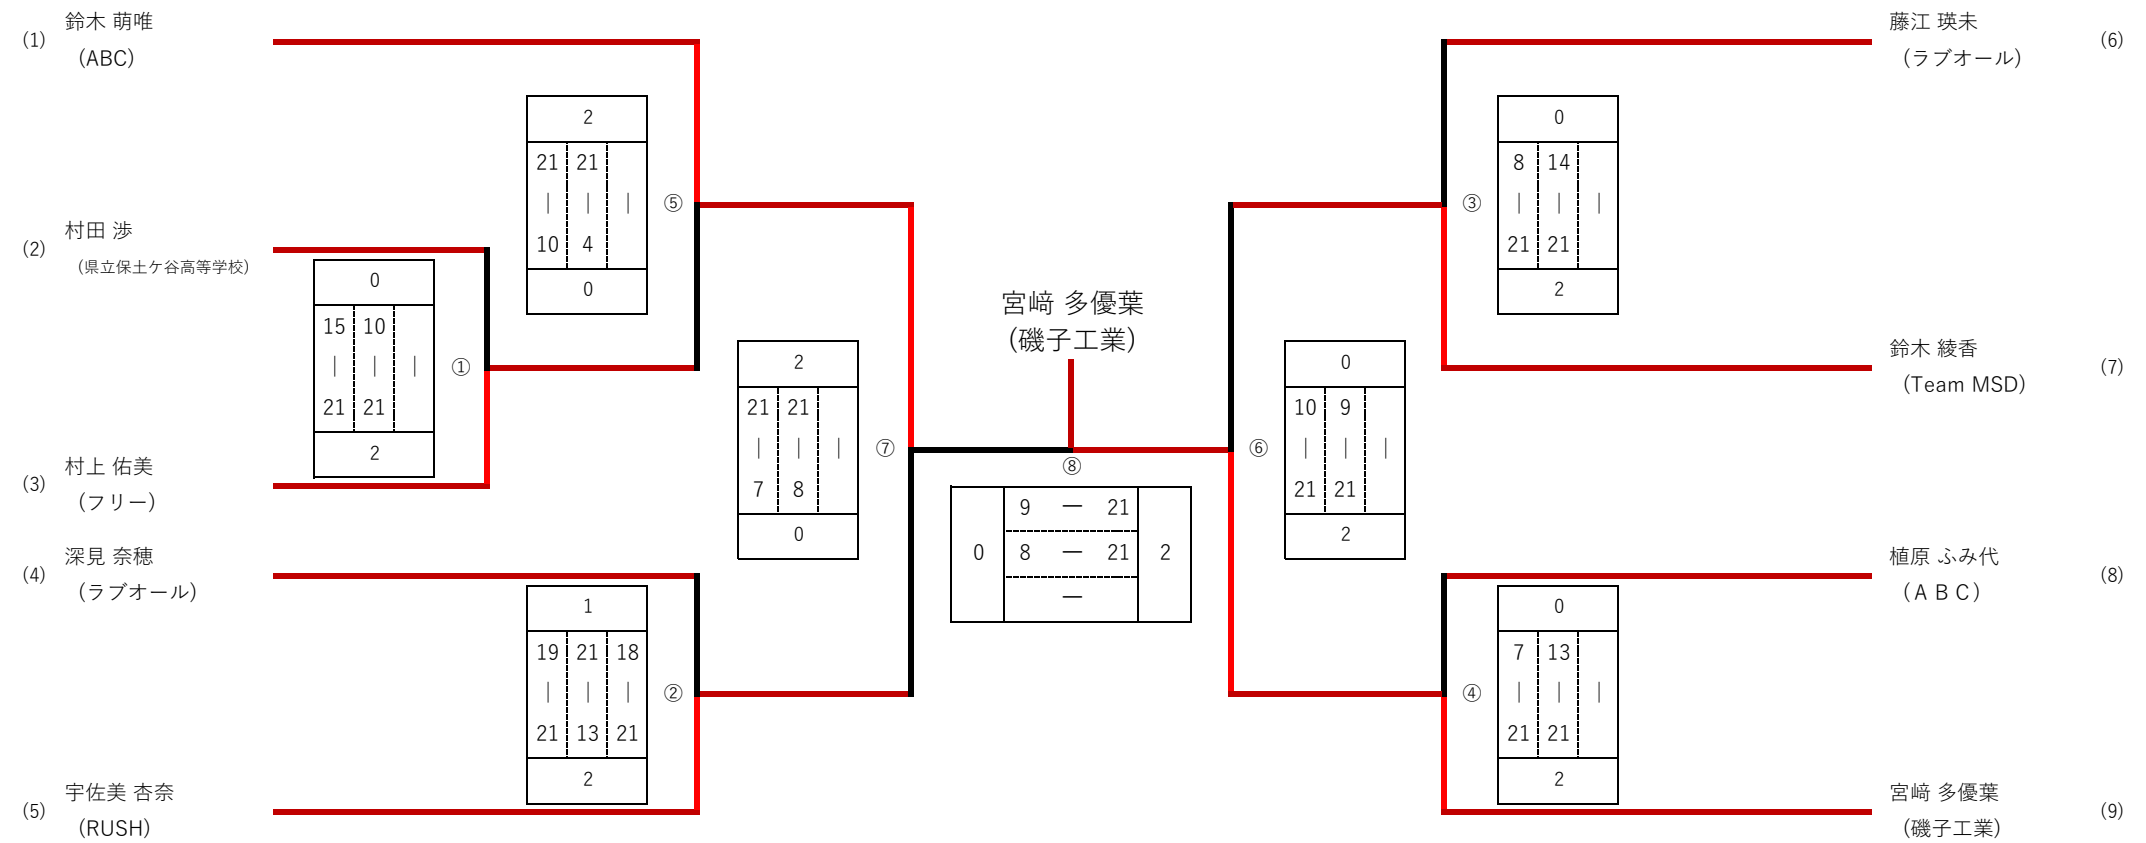 (1)
鈴木 萌唯
(ABC)
2
21 21
｜ ｜ ｜
10 4
0
⑤
(2)
村田 渉
(県立保土ケ谷高等学校)
0
15 10
｜ ｜ ｜
21 21
2
①
(3)
村上 佑美
(フリー)
(4)
深見 奈穂
(ラブオール)
1
19 21 18
｜ ｜ ｜
21 13 21
2
②
(5)
宇佐美 杏奈
(RUSH)
2
21 21
｜ ｜ ｜
7 8
0
⑦
宮﨑 多優葉
(磯子工業)
⑧
9 ー 21
0 8 ー 21 2
ー
0
10 9
｜ ｜ ｜
21 21
2
⑥
藤江 瑛未
(ラブオール)
(6)
0
8 14
｜ ｜ ｜
21 21
2
③
鈴木 綾香
(Team MSD)
(7)
植原 ふみ代
(ＡＢＣ)
(8)
0
7 13
｜ ｜ ｜
21 21
2
④
宮﨑 多優葉
(磯子工業)
(9)